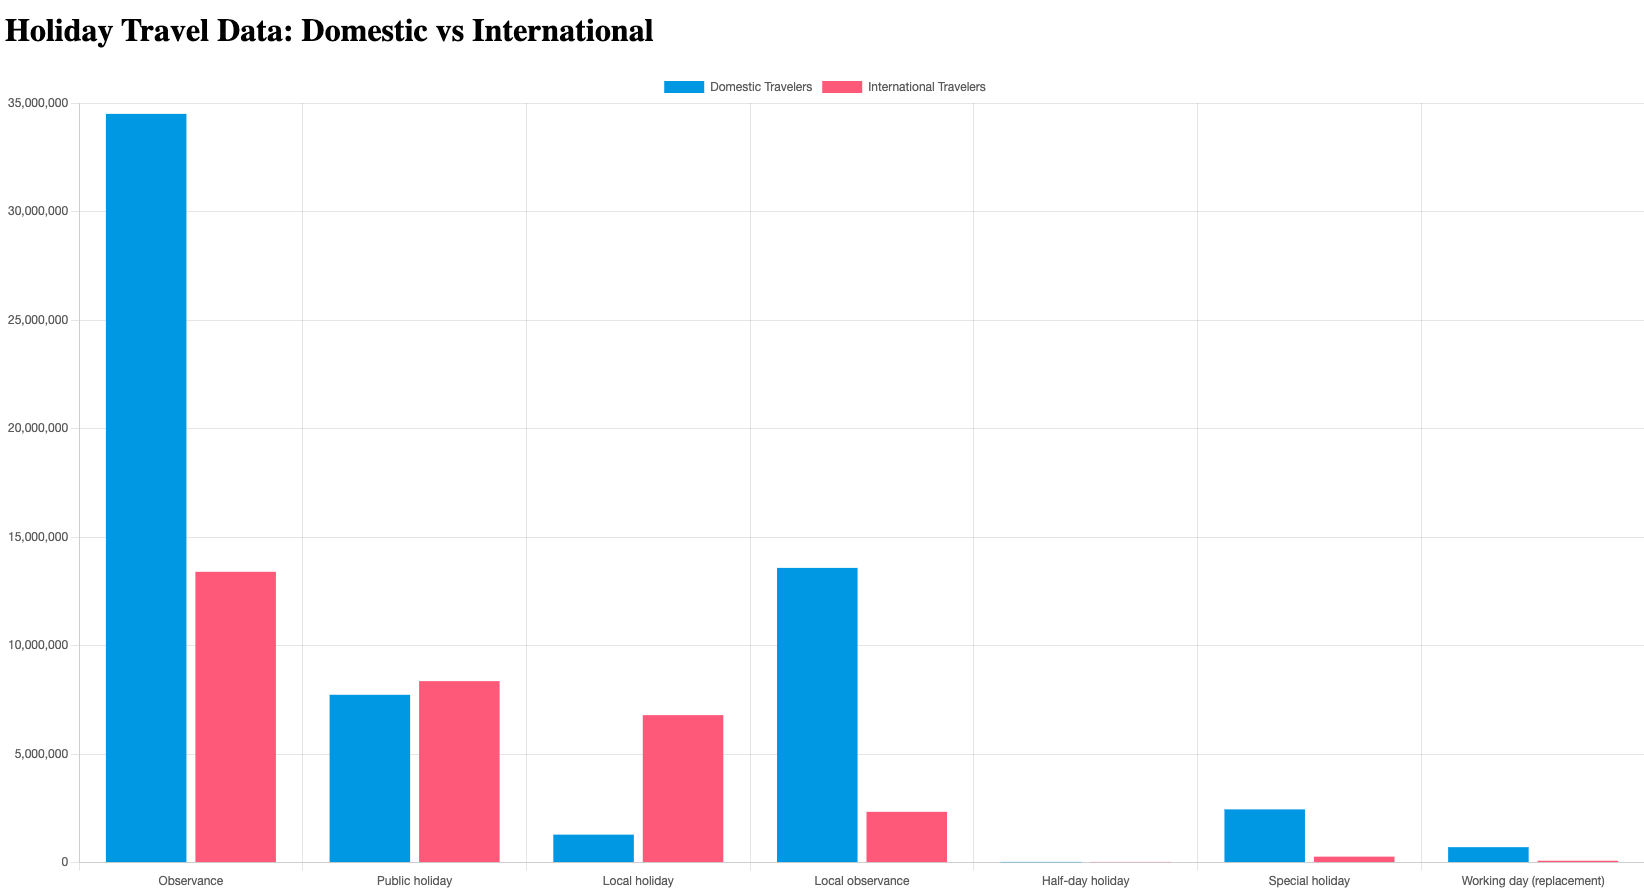 Holiday Travel Data: Domestic vs International
Domestic Travelers International Travelers
35,000,000
30,000,000
25,000,000
20,000,000
15,000,000
10,000,000
5,000,000
0
Observance Public holiday Local holiday Local observance Half-day holiday Special holiday Working day (replacement)